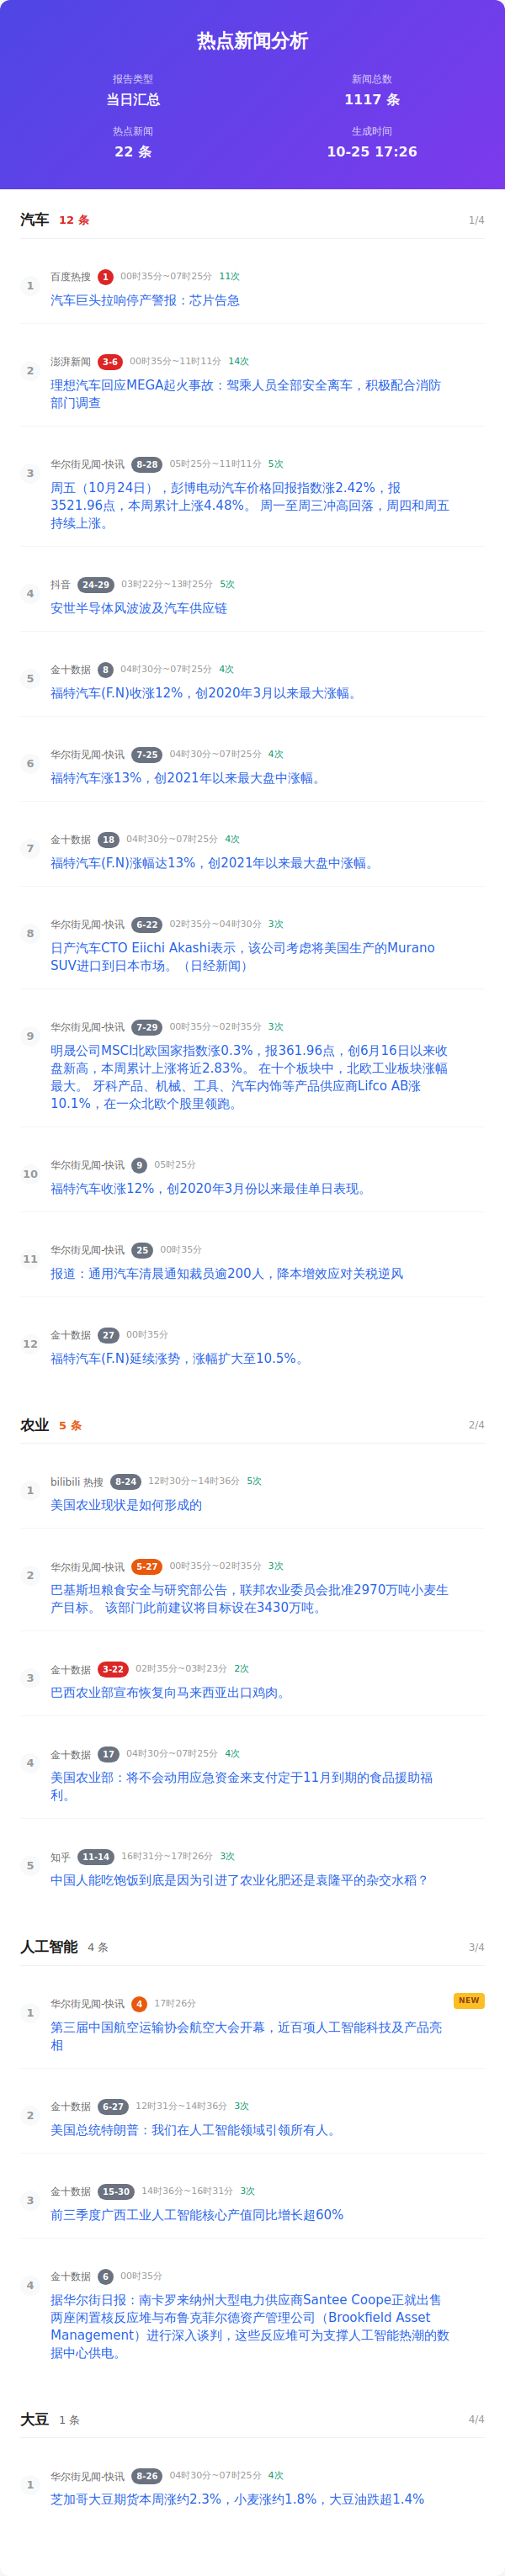 热点新闻分析
报告类型
新闻总数
当日汇总
1117 条
热点新闻
生成时间
22 条
10-25 17:26
汽车 12 条 1/4
1
百度热搜 1 00时35分~07时25分 11次
汽车巨头拉响停产警报：芯片告急
2
澎湃新闻 3-6 00时35分~11时11分 14次
理想汽车回应MEGA起火事故：驾乘人员全部安全离车，积极配合消防
部门调查
3
华尔街见闻-快讯 8-28 05时25分~11时11分 5次
周五（10月24日），彭博电动汽车价格回报指数涨2.42%，报
3521.96点，本周累计上涨4.48%。 周一至周三冲高回落，周四和周五
持续上涨。
4
抖音 24-29 03时22分~13时25分 5次
安世半导体风波波及汽车供应链
5
金十数据 8 04时30分~07时25分 4次
福特汽车(F.N)收涨12%，创2020年3月以来最大涨幅。
6
华尔街见闻-快讯 7-25 04时30分~07时25分 4次
福特汽车涨13%，创2021年以来最大盘中涨幅。
7
金十数据 18 04时30分~07时25分 4次
福特汽车(F.N)涨幅达13%，创2021年以来最大盘中涨幅。
8
华尔街见闻-快讯 6-22 02时35分~04时30分 3次
日产汽车CTO Eiichi Akashi表示，该公司考虑将美国生产的Murano
SUV进口到日本市场。（日经新闻）
9
华尔街见闻-快讯 7-29 00时35分~02时35分 3次
明晟公司MSCI北欧国家指数涨0.3%，报361.96点，创6月16日以来收
盘新高，本周累计上涨将近2.83%。 在十个板块中，北欧工业板块涨幅
最大。 牙科产品、机械、工具、汽车内饰等产品供应商Lifco AB涨
10.1%，在一众北欧个股里领跑。
10
华尔街见闻-快讯 9 05时25分
福特汽车收涨12%，创2020年3月份以来最佳单日表现。
11
华尔街见闻-快讯 25 00时35分
报道：通用汽车清晨通知裁员逾200人，降本增效应对关税逆风
12
金十数据 27 00时35分
福特汽车(F.N)延续涨势，涨幅扩大至10.5%。
农业 5 条 2/4
1
bilibili 热搜 8-24 12时30分~14时36分 5次
美国农业现状是如何形成的
2
华尔街见闻-快讯 5-27 00时35分~02时35分 3次
巴基斯坦粮食安全与研究部公告，联邦农业委员会批准2970万吨小麦生
产目标。 该部门此前建议将目标设在3430万吨。
3
金十数据 3-22 02时35分~03时23分 2次
巴西农业部宣布恢复向马来西亚出口鸡肉。
4
金十数据 17 04时30分~07时25分 4次
美国农业部：将不会动用应急资金来支付定于11月到期的食品援助福
利。
5
知乎 11-14 16时31分~17时26分 3次
中国人能吃饱饭到底是因为引进了农业化肥还是袁隆平的杂交水稻？
人工智能 4 条 3/4
1
华尔街见闻-快讯 4 17时26分 NEW
第三届中国航空运输协会航空大会开幕，近百项人工智能科技及产品亮
相
2
金十数据 6-27 12时31分~14时36分 3次
美国总统特朗普：我们在人工智能领域引领所有人。
3
金十数据 15-30 14时36分~16时31分 3次
前三季度广西工业人工智能核心产值同比增长超60%
4
金十数据 6 00时35分
据华尔街日报：南卡罗来纳州大型电力供应商Santee Coope正就出售
两座闲置核反应堆与布鲁克菲尔德资产管理公司（Brookfield Asset
Management）进行深入谈判，这些反应堆可为支撑人工智能热潮的数
据中心供电。
大豆 1 条 4/4
1
华尔街见闻-快讯 8-26 04时30分~07时25分 4次
芝加哥大豆期货本周涨约2.3%，小麦涨约1.8%，大豆油跌超1.4%